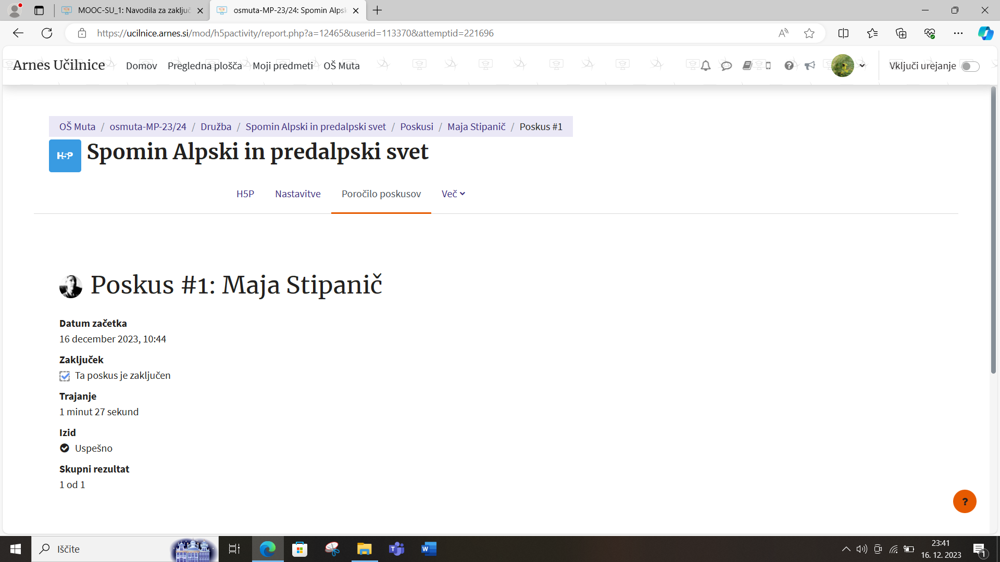 MOOC-SU_1: Navodila za zaključ
osmuta-MP-23/24: Spomin Alpsk
https://ucilnice.arnes.si/mod/h5pactivity/report.php?a=12465&userid=113370&attemptid=221696
Arnes Učilnice Domov Pregledna plošča Moji predmeti OŠ Muta Vključi urejanje
OŠ Muta / osmuta-MP-23/24 / Družba / Spomin Alpski in predalpski svet / Poskusi / Maja Stipanič / Poskus #1
H5P Spomin Alpski in predalpski svet
H5P Nastavitve Poročilo poskusov Več
Poskus #1: Maja Stipanič
Datum začetka
16 december 2023, 10:44
Zaključek
Ta poskus je zaključen
Trajanje
1 minut 27 sekund
Izid
Uspešno
Skupni rezultat
1 od 1
?
Iščite
23:41
16. 12. 2023
1